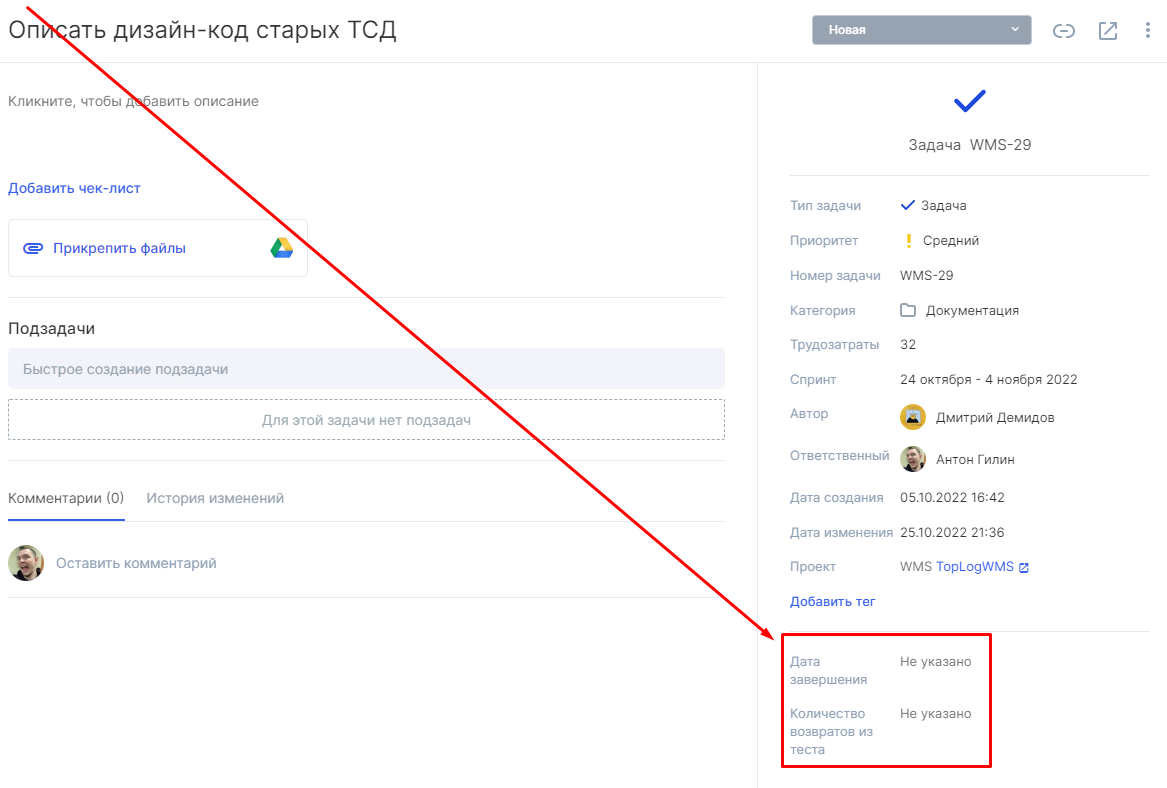 Описать дизайн-код старых ТСД
Новая
Кликните, чтобы добавить описание
Добавить чек-лист
Прикрепить файлы
Подзадачи
Быстрое создание подзадачи
Для этой задачи нет подзадач
Комментарии (0) История изменений
Оставить комментарий
Задача WMS-29
Тип задачи Задача
Приоритет Средний
Номер задачи WMS-29
Категория Документация
Трудозатраты 32
Спринт 24 октября - 4 ноября 2022
Автор Дмитрий Демидов
Ответственный Антон Гилин
Дата создания 05.10.2022 16:42
Дата изменения 25.10.2022 21:36
Проект WMS TopLogWMS
Добавить тег
Дата Не указано
завершения
Количество Не указано
возвратов из
теста